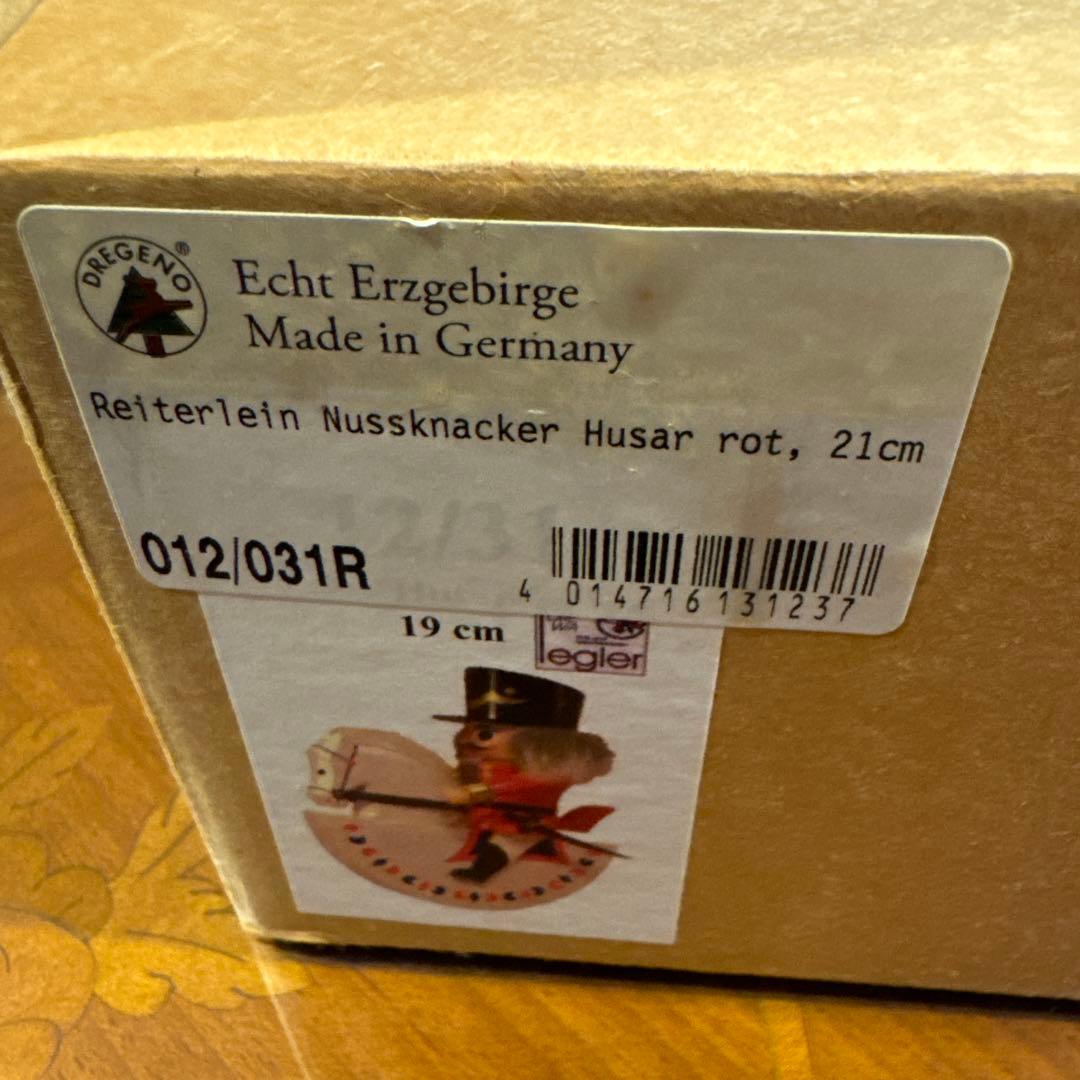 DREGENO®
Echt Erzgebirge
Made in Germany
Reiterlein Nussknacker Husar rot, 21cm
012/031R
4 014716 131237
19 cm
legler